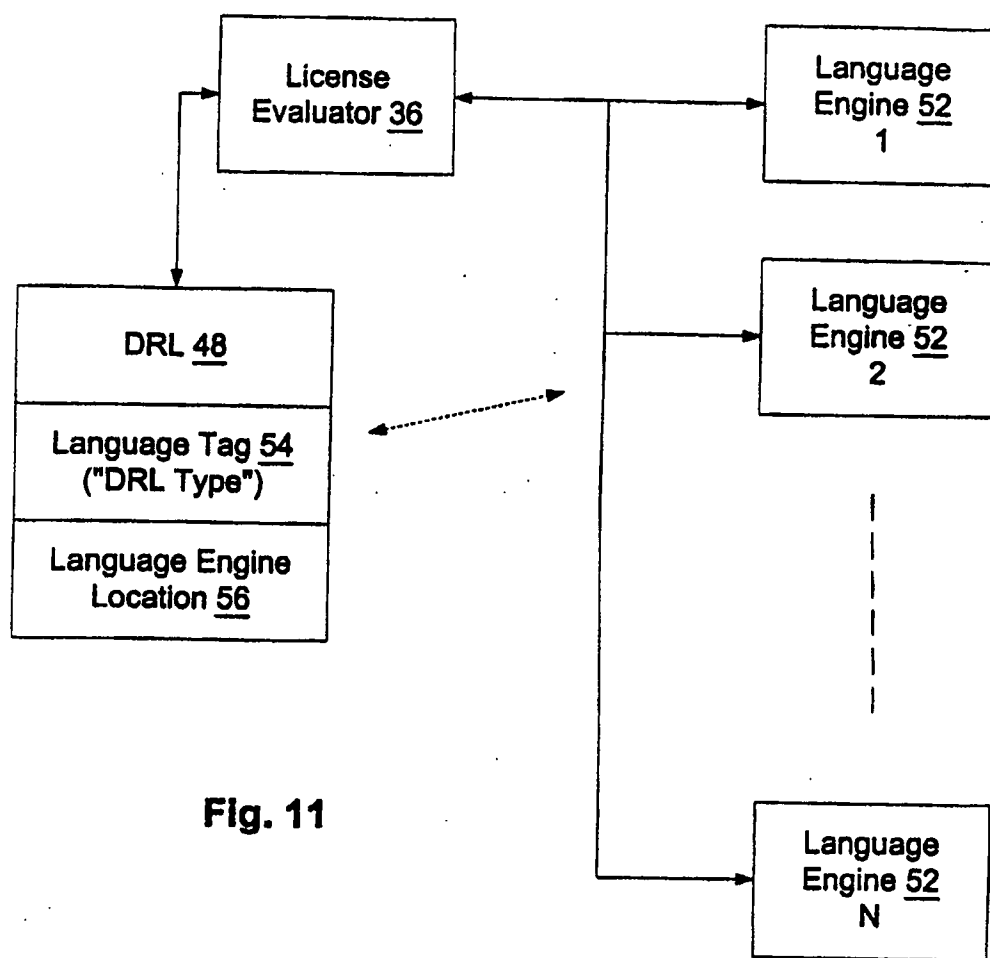 License
Evaluator 36
Language
Engine 52
1
DRL 48
Language Tag 54
("DRL Type")
Language Engine
Location 56
Language
Engine 52
2
Language
Engine 52
N
Fig. 11